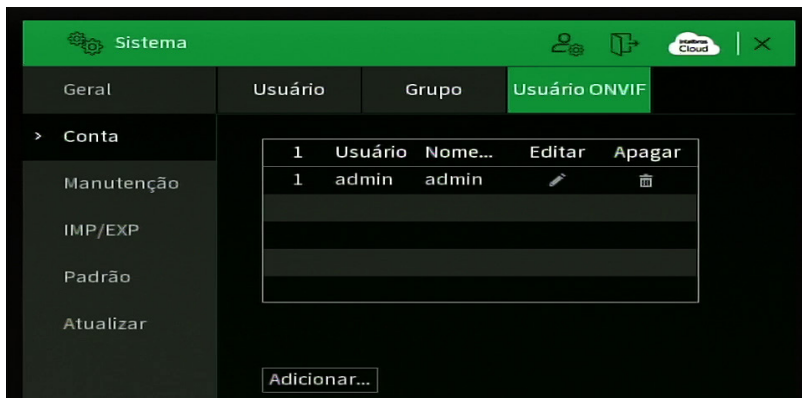 Sistema
intelbras
Cloud
Geral
Usuário
Grupo
Usuário ONVIF
> Conta
1 Usuário Nome... Editar Apagar
Manutenção
1 admin admin
IMP/EXP
Padrão
Atualizar
Adicionar...